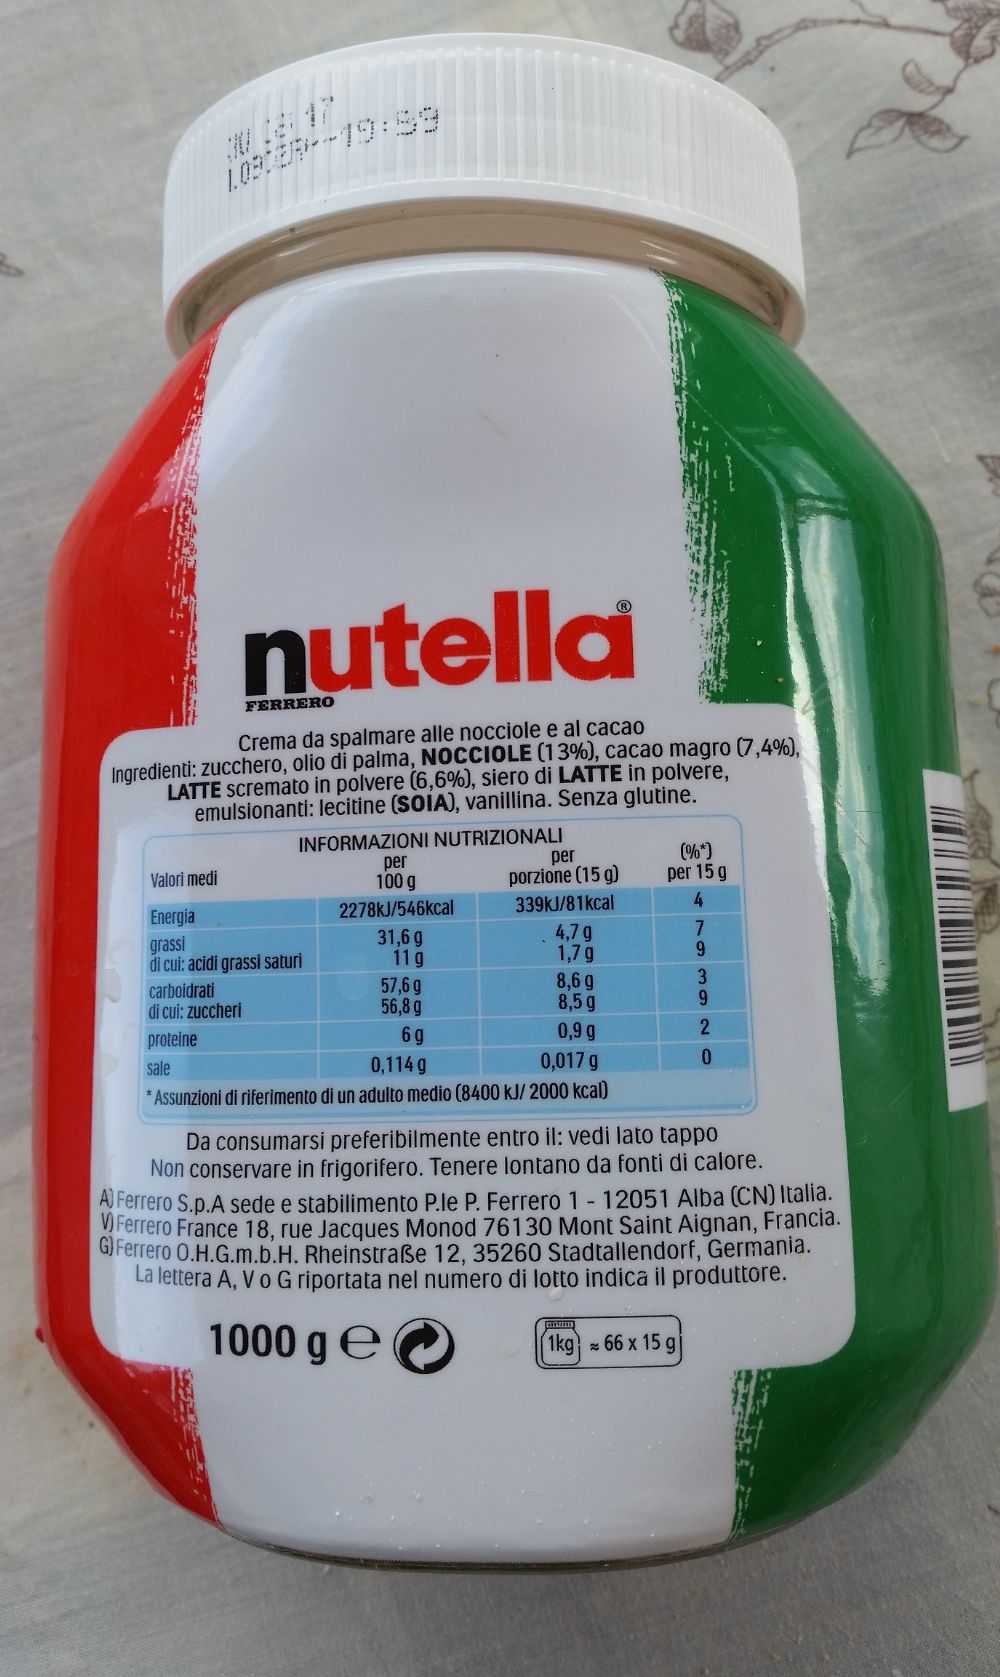 17
19:59
nutella®
FERRERO
Crema da spalmare alle nocciole e al cacao
Ingredienti: zucchero, olio di palma, NOCCIOLE (13%), cacao magro (7,4%),
LATTE scremato in polvere (6,6%), siero di LATTE in polvere,
emulsionanti: lecitine (SOIA), vanillina. Senza glutine.
INFORMAZIONI NUTRIZIONALI
Valori medi per 100 g per porzione (15 g) (%*) per 15 g
Energia 2278kJ/546kcal 339kJ/81kcal 4
grassi 31,6 g 4,7 g 7
di cui: acidi grassi saturi 11 g 1,7 g 9
carboidrati 57,6 g 8,6 g 3
di cui: zuccheri 56,8 g 8,5 g 9
proteine 6 g 0,9 g 2
sale 0,114 g 0,017 g 0
* Assunzioni di riferimento di un adulto medio (8400 kJ/ 2000 kcal)
Da consumarsi preferibilmente entro il: vedi lato tappo
Non conservare in frigorifero. Tenere lontano da fonti di calore.
A) Ferrero S.p.A sede e stabilimento P.le P. Ferrero 1 - 12051 Alba (CN) Italia.
V) Ferrero France 18, rue Jacques Monod 76130 Mont Saint Aignan, Francia.
G) Ferrero O.H.G.m.b.H. Rheinstraße 12, 35260 Stadtallendorf, Germania.
La lettera A, V o G riportata nel numero di lotto indica il produttore.
1000 g e
1kg ≈ 66 x 15 g